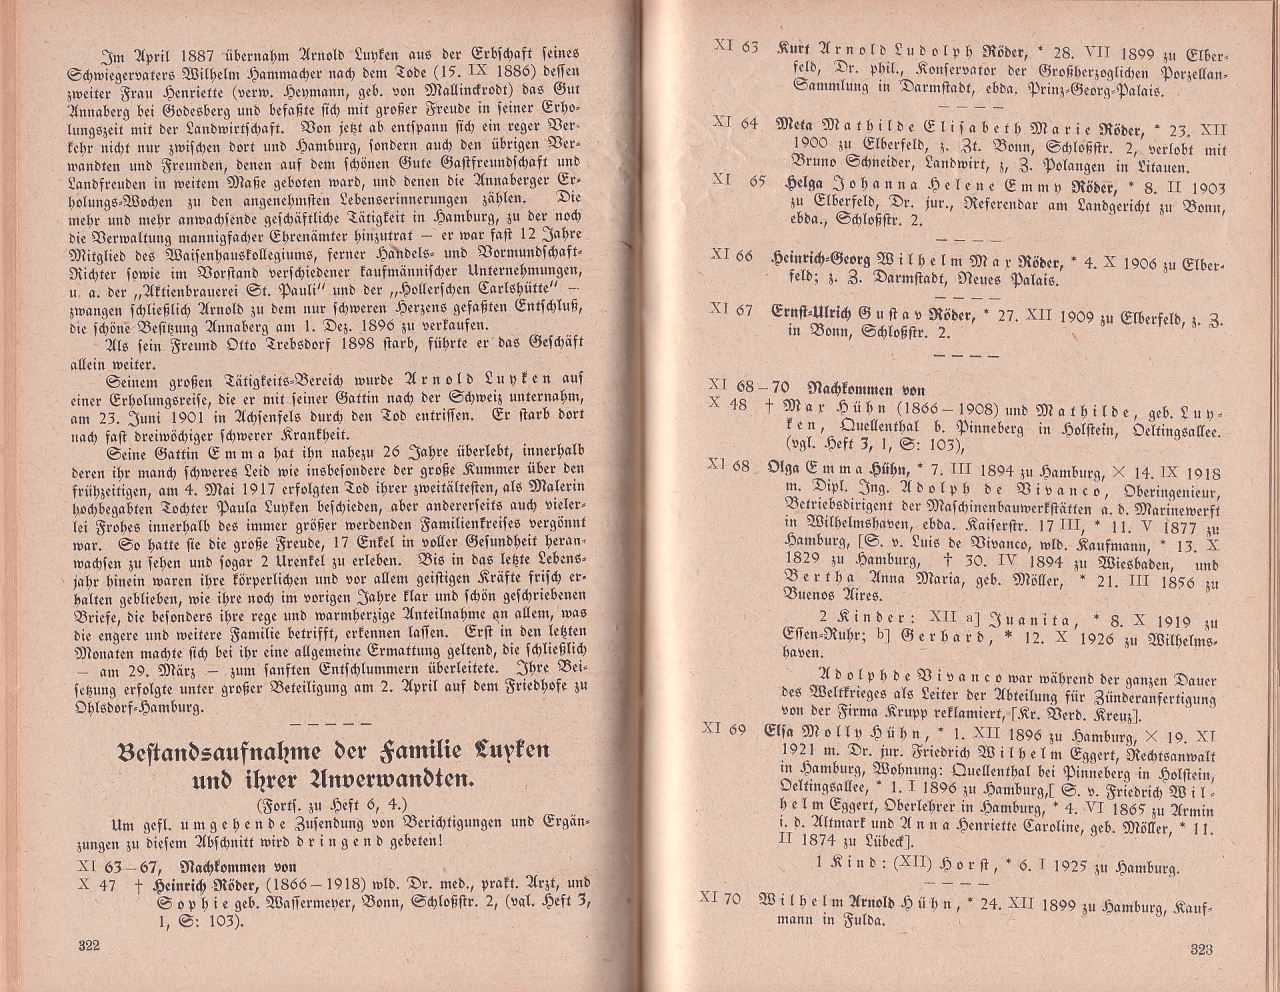 Im April 1887 übernahm Arnold Luyken aus der Erbschaft seines
Schwiegervaters Wilhelm Hammacher nach dem Tode (15. IX 1886) dessen
zweiter Frau Henriette (verw. Heymann, geb. von Mallinckrodt) das Gut
Annaberg bei Godesberg und befaßte sich mit großer Freude in seiner Erho-
lungszeit mit der Landwirtschaft. Von jetzt ab entspann sich ein reger Ver-
kehr nicht nur zwischen dort und Hamburg, sondern auch den übrigen Ver-
wandten und Freunden, denen auf dem schönen Gute Gastfreundschaft und
Landfreuden in weitem Maße geboten ward, und denen die Annaberger Er-
holungs-Wochen zu den angenehmsten Lebenserinnerungen zählen. Die
mehr und mehr anwachsende geschäftliche Tätigkeit in Hamburg, zu der noch
die Verwaltung mannigfacher Ehrenämter hinzutrat — er war fast 12 Jahre
Mitglied des Waisenhauskollegiums, ferner Handels- und Vormundschaft-
Richter sowie im Vorstand verschiedener kaufmännischer Unternehmungen,
u. a. der „Aktienbrauerei St. Pauli" und der „Hollerschen Carlshütte" —
zwangen schließlich Arnold zu dem nur schweren Herzens gefaßten Entschluß,
die schöne Besitzung Annaberg am 1. Dez. 1896 zu verkaufen.
Als sein Freund Otto Trebsdorf 1898 starb, führte er das Geschäft
allein weiter.
Seinem großen Tätigkeits-Bereich wurde Arnold Luyken auf
einer Erholungsreise, die er mit seiner Gattin nach der Schweiz unternahm,
am 23. Juni 1901 in Achsenfels durch den Tod entrissen. Er starb dort
nach fast dreiwöchiger schwerer Krankheit.
Seine Gattin Emma hat ihn nahezu 26 Jahre überlebt, innerhalb
deren ihr manch schweres Leid wie insbesondere der große Kummer über den
frühzeitigen, am 4. Mai 1917 erfolgten Tod ihrer zweitältesten, als Malerin
hochbegabten Tochter Paula Luyken beschieden, aber andererseits auch vieler-
lei Frohes innerhalb des immer größer werdenden Familienkreises vergönnt
war. So hatte sie die große Freude, 17 Enkel in voller Gesundheit heran-
wachsen zu sehen und sogar 2 Urenkel zu erleben. Bis in das letzte Lebens-
jahr hinein waren ihre körperlichen und vor allem geistigen Kräfte frisch er-
halten geblieben, wie ihre noch im vorigen Jahre klar und schön geschriebenen
Briefe, die besonders ihre rege und warmherzige Anteilnahme an allem, was
die engere und weitere Familie betrifft, erkennen lassen. Erst in den letzten
Monaten machte sich bei ihr eine allgemeine Ermattung geltend, die schließlich
— am 29. März — zum sanften Entschlummern überleitete. Ihre Bei-
setzung erfolgte unter großer Beteiligung am 2. April auf dem Friedhofe zu
Ohlsdorf-Hamburg.
Bestandsaufnahme der Familie Luyken
und ihrer Anverwandten.
(Forts. zu Heft 6, 4.)
Um gefl. umgehende Zusendung von Berichtigungen und Ergän-
zungen zu diesem Abschnitt wird dringend gebeten!
XI 63–67, Nachkommen von
X 47 † Heinrich Röder, (1866–1918) wld. Dr. med., prakt. Arzt, und
Sophie geb. Wassermeyer, Bonn, Schloßstr. 2, (val. Heft 3,
1, S: 103).
322
XI 63 Kurt Arnold Ludolph Röder, * 28. VII 1899 zu Elber-
feld, Dr. phil., Konservator der Großherzoglichen Porzellan-
Sammlung in Darmstadt, ebda. Prinz-Georg-Palais.
XI 64 Meta Mathilde Elisabeth Marie Röder, * 23. XII
1900 zu Elberfeld, z. Zt. Bonn, Schloßstr. 2, verlobt mit
Bruno Schneider, Landwirt, z, Z. Polangen in Litauen.
XI 65 Helga Johanna Helene Emmy Röder, * 8. II 1903
zu Elberfeld, Dr. jur., Referendar am Landgericht zu Bonn,
ebda., Schloßstr. 2.
XI 66 Heinrich-Georg Wilhelm Max Röder, * 4. X 1906 zu Elber-
feld; z. Z. Darmstadt, Neues Palais.
XI 67 Ernst-Ulrich Gustav Röder, * 27. XII 1909 zu Elberfeld, z. Z.
in Bonn, Schloßstr. 2.
XI 68–70 Nachkommen von
X 48 † Max Hühn (1866–1908) und Mathilde, geb. Luy-
ken, Quellenthal b. Pinneberg in Holstein, Oeltingsallee.
(vgl. Heft 3, 1, S: 103),
XI 68 Olga Emma Hühn, * 7. III 1894 zu Hamburg, × 14. IX 1918
m. Dipl. Ing. Adolph de Vivanco, Oberingenieur,
Betriebsdirigent der Maschinenbauwerkstätten a. d. Marinewerft
in Wilhelmshaven, ebda. Kaiserstr. 17 III, * 11. V 1877 zu
Hamburg, [S. v. Luis de Vivanco, wld. Kaufmann, * 13. X
1829 zu Hamburg, † 30. IV 1894 zu Wiesbaden, und
Bertha Anna Maria, geb. Möller, * 21. III 1856 zu
Buenos Aires.
2 Kinder: XII a] Juanita, * 8. X 1919 zu
Essen-Ruhr; b] Gerhard, * 12. X 1926 zu Wilhelms-
haven.
Adolph de Vivanco war während der ganzen Dauer
des Weltkrieges als Leiter der Abteilung für Zünderanfertigung
von der Firma Krupp reklamiert, [Kr. Verd. Kreuz].
XI 69 Elsa Molly Hühn, * 1. XII 1896 zu Hamburg, × 19. XI
1921 m. Dr. jur. Friedrich Wilhelm Eggert, Rechtsanwalt
in Hamburg, Wohnung: Quellenthal bei Pinneberg in Holstein,
Oeltingsallee, * 1. I 1896 zu Hamburg,[ S. v. Friedrich Wil-
helm Eggert, Oberlehrer in Hamburg, * 4. VI 1865 zu Armin
i. d. Altmark und Anna Henriette Caroline, geb. Möller, * 11.
II 1874 zu Lübeck].
1 Kind: (XII) Horst, * 6. I 1925 zu Hamburg.
XI 70 Wilhelm Arnold Hühn, * 24. XII 1899 zu Hamburg, Kauf-
mann in Fulda.
323